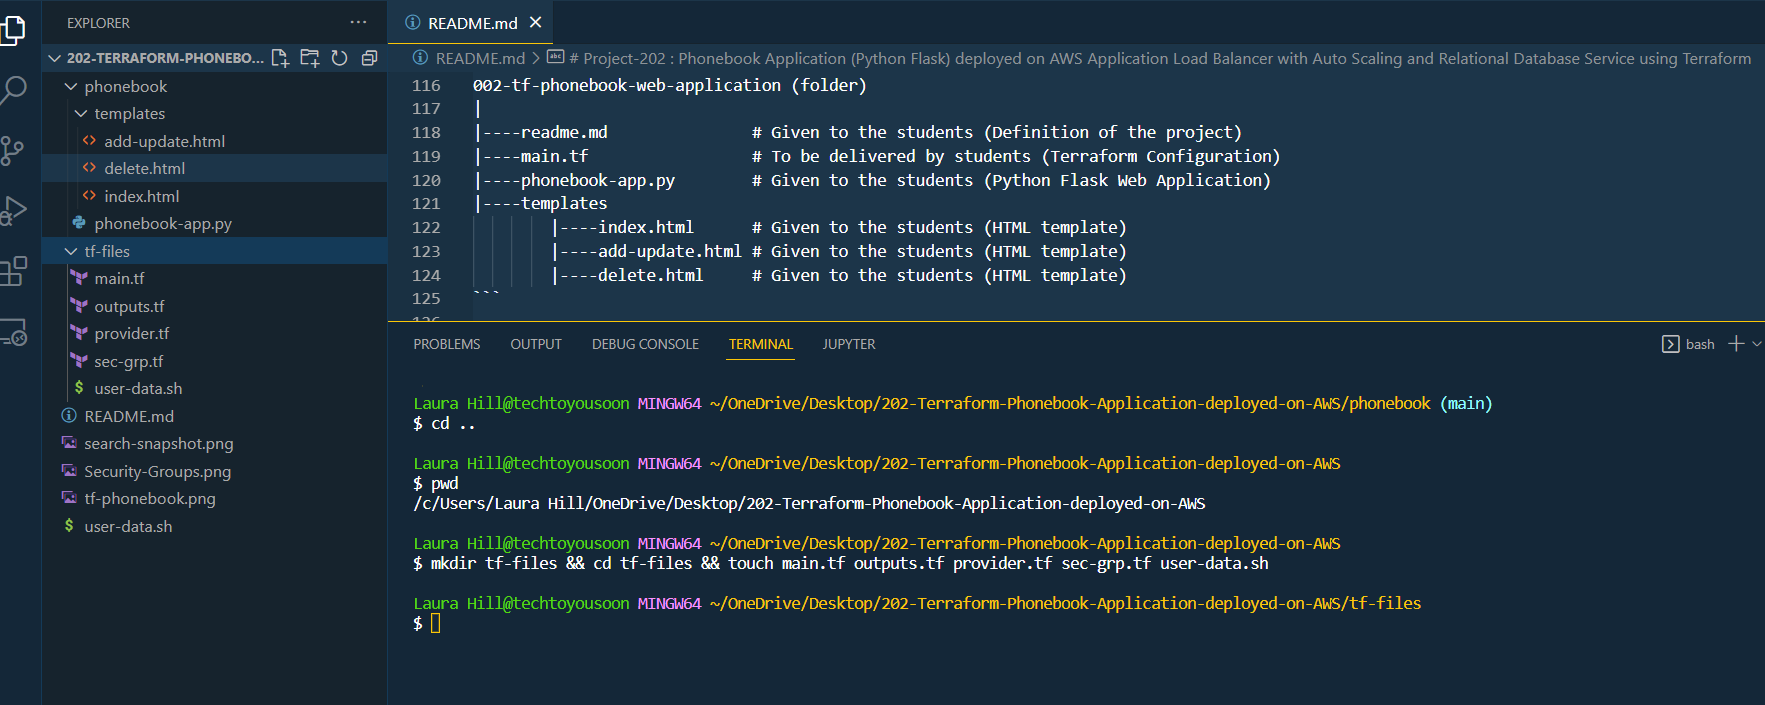 EXPLORER
···
202-TERRAFORM-PHONEBO...
phonebook
templates
<> add-update.html
<> delete.html
<> index.html
phonebook-app.py
tf-files
main.tf
outputs.tf
provider.tf
sec-grp.tf
$ user-data.sh
README.md
search-snapshot.png
Security-Groups.png
tf-phonebook.png
$ user-data.sh
README.md
README.md > abc # Project-202 : Phonebook Application (Python Flask) deployed on AWS Application Load Balancer with Auto Scaling and Relational Database Service using Terraform
116 002-tf-phonebook-web-application (folder)
117 |
118 |----readme.md # Given to the students (Definition of the project)
119 |----main.tf # To be delivered by students (Terraform Configuration)
120 |----phonebook-app.py # Given to the students (Python Flask Web Application)
121 |----templates
122 |----index.html # Given to the students (HTML template)
123 |----add-update.html # Given to the students (HTML template)
124 |----delete.html # Given to the students (HTML template)
125 ```
126
PROBLEMS OUTPUT DEBUG CONSOLE TERMINAL JUPYTER bash
Laura Hill@techtoyousoon MINGW64 ~/OneDrive/Desktop/202-Terraform-Phonebook-Application-deployed-on-AWS/phonebook (main)
$ cd ..
Laura Hill@techtoyousoon MINGW64 ~/OneDrive/Desktop/202-Terraform-Phonebook-Application-deployed-on-AWS
$ pwd
/c/Users/Laura Hill/OneDrive/Desktop/202-Terraform-Phonebook-Application-deployed-on-AWS
Laura Hill@techtoyousoon MINGW64 ~/OneDrive/Desktop/202-Terraform-Phonebook-Application-deployed-on-AWS
$ mkdir tf-files && cd tf-files && touch main.tf outputs.tf provider.tf sec-grp.tf user-data.sh
Laura Hill@techtoyousoon MINGW64 ~/OneDrive/Desktop/202-Terraform-Phonebook-Application-deployed-on-AWS/tf-files
$